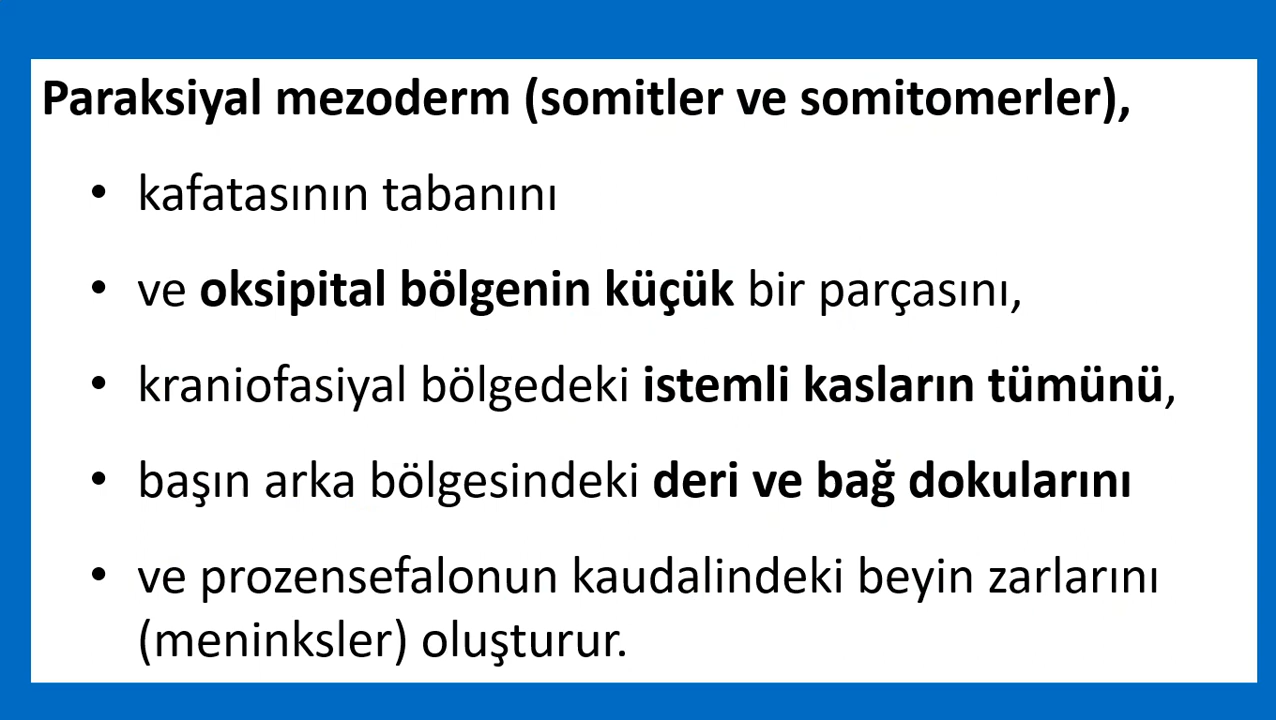 Paraksiyal mezoderm (somitler ve somitomerler),
• kafatasının tabanını
• ve oksipital bölgenin küçük bir parçasını,
• kraniofasiyal bölgedeki istemli kasların tümünü,
• başın arka bölgesindeki deri ve bağ dokularını
• ve prozensefalonun kaudalindeki beyin zarlarını
(meninksler) oluşturur.